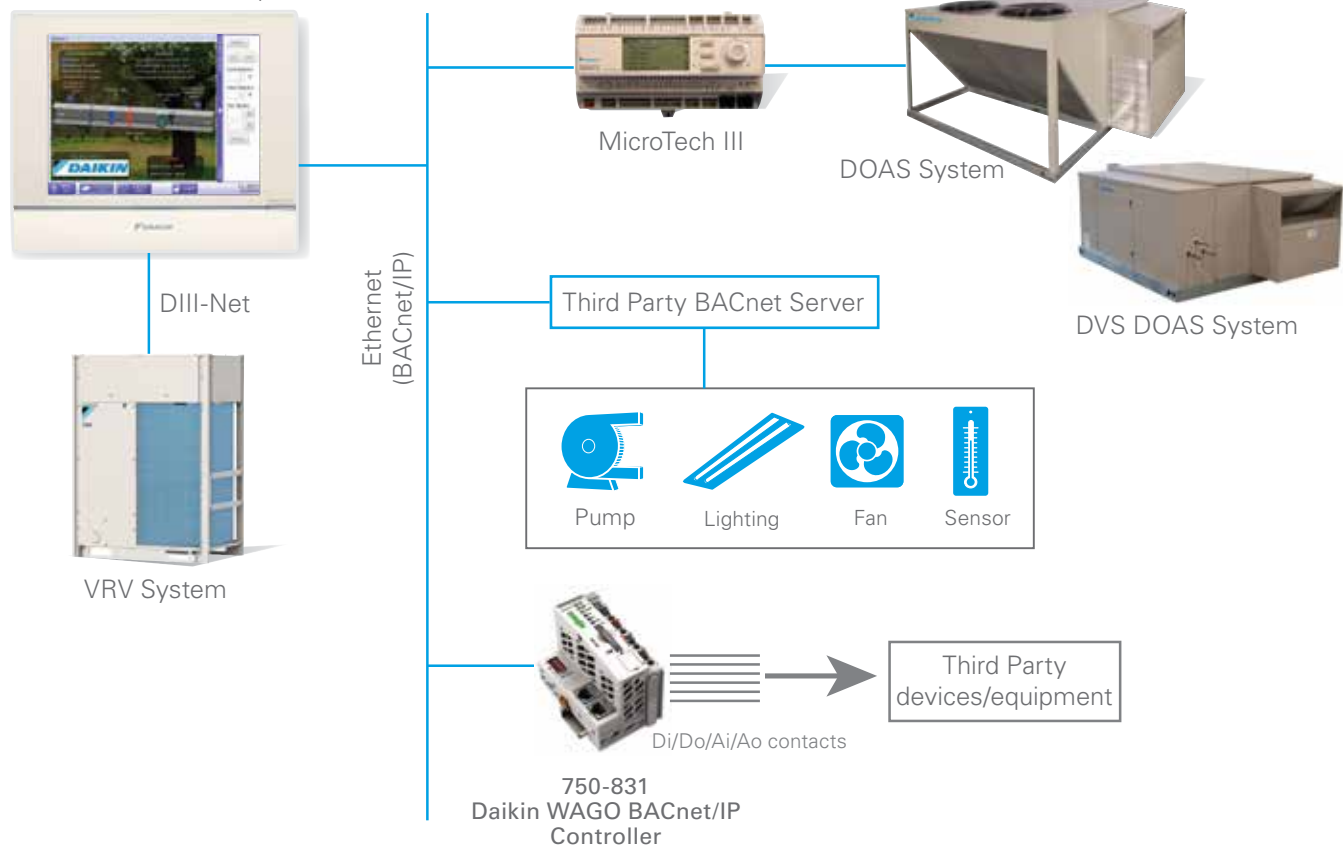 DAIKIN
MicroTech III
DOAS System
DVS DOAS System
DIII-Net
Ethernet
(BACnet/IP)
Third Party BACnet Server
Pump
Lighting
Fan
Sensor
VRV System
Third Party
devices/equipment
Di/Do/Ai/Ao contacts
750-831
Daikin WAGO BACnet/IP
Controller